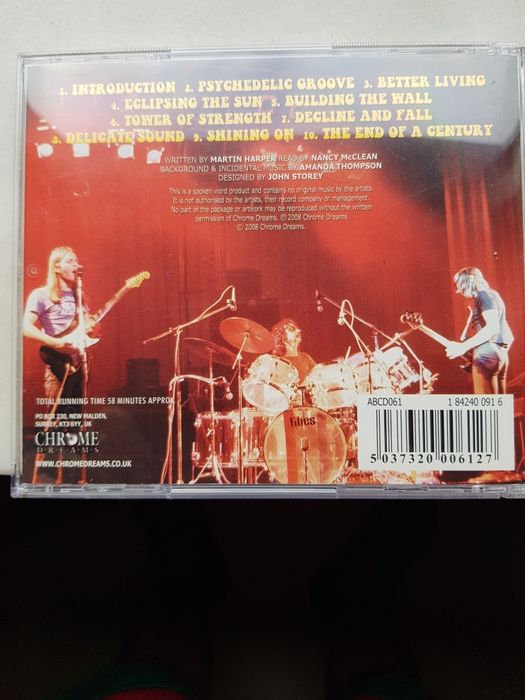 1. INTRODUCTION 2. PSYCHEDELIC GROOVE 3. BETTER LIVING
4. ECLIPSING THE SUN 5. BUILDING THE WALL
6. TOWER OF STRENGTH 7. DECLINE AND FALL
8. DELICATE SOUND 9. SHINING ON 10. THE END OF A CENTURY
WRITTEN BY MARTIN HARPER READ BY NANCY McCLEAN
BACKGROUND & INCIDENTAL MUSIC BY AMANDA THOMPSON
DESIGNED BY JOHN STOREY
This is a spoken word product and contains no original music by the artists.
It is not authorised by the artists, their record company or management.
No part of the package or artwork may be reproduced without the written
permission of Chrome Dreams. ℗ 2008 Chrome Dreams
© 2008 Chrome Dreams.
TOTAL RUNNING TIME 58 MINUTES APPROX.
PO BOX 230, NEW MALDEN,
SURREY, KT3 6YY, UK
CHROME
DREAMS
WWW.CHROMEDREAMS.CO.UK
fibes
ABCD061 1 84240 091 6
5 037320 006127